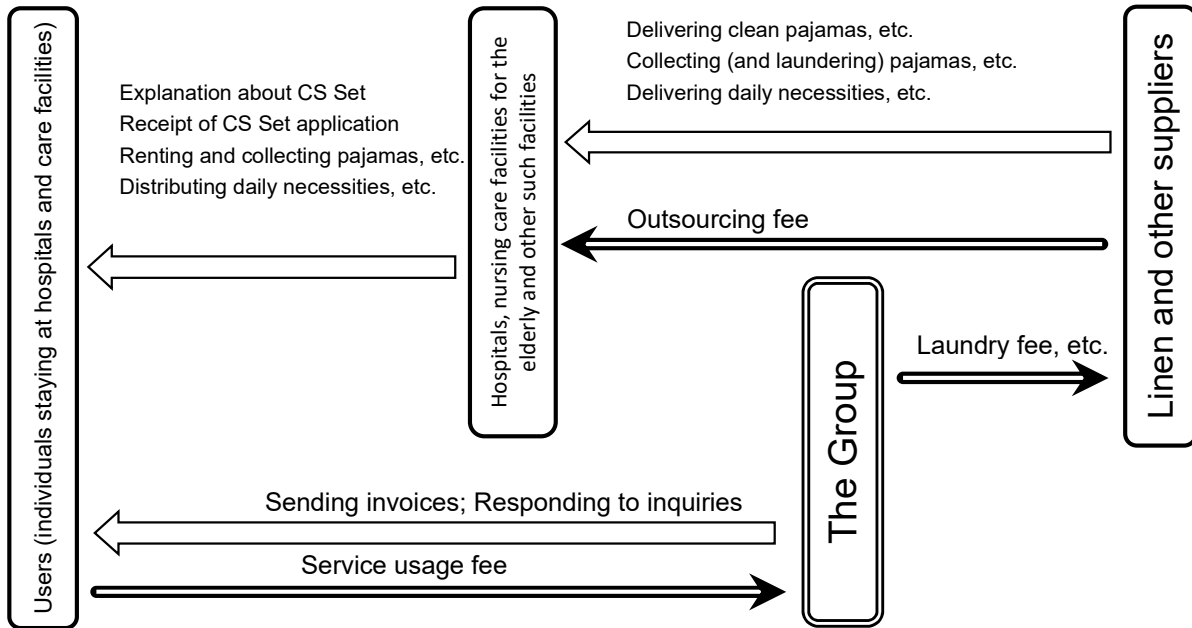 Users (individuals staying at hospitals and care facilities)
Explanation about CS Set
Receipt of CS Set application
Renting and collecting pajamas, etc.
Distributing daily necessities, etc.
Hospitals, nursing care facilities for the
elderly and other such facilities
Delivering clean pajamas, etc.
Collecting (and laundering) pajamas, etc.
Delivering daily necessities, etc.
Outsourcing fee
Linen and other suppliers
Laundry fee, etc.
The Group
Sending invoices; Responding to inquiries
Service usage fee